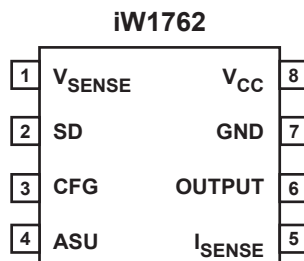 iW1762
1 VSENSE VCC 8
2 SD GND 7
3 CFG OUTPUT 6
4 ASU ISENSE 5